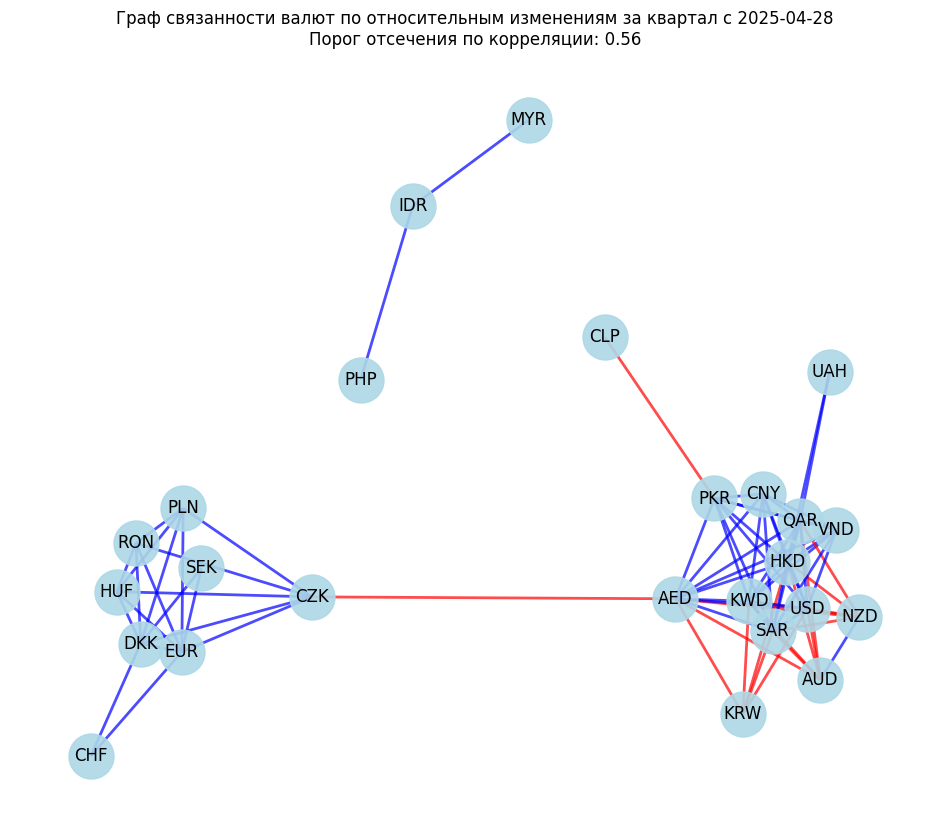 Граф связанности валют по относительным изменениям за квартал с 2025-04-28
Порог отсечения по корреляции: 0.56
MYR
IDR
CLP
UAH
PHP
CNY
PKR
PLN
QAR
VND
RON
HKD
SEK
HUF
CZK
AED
KWD
USD
NZD
SAR
DKK
EUR
AUD
KRW
CHF